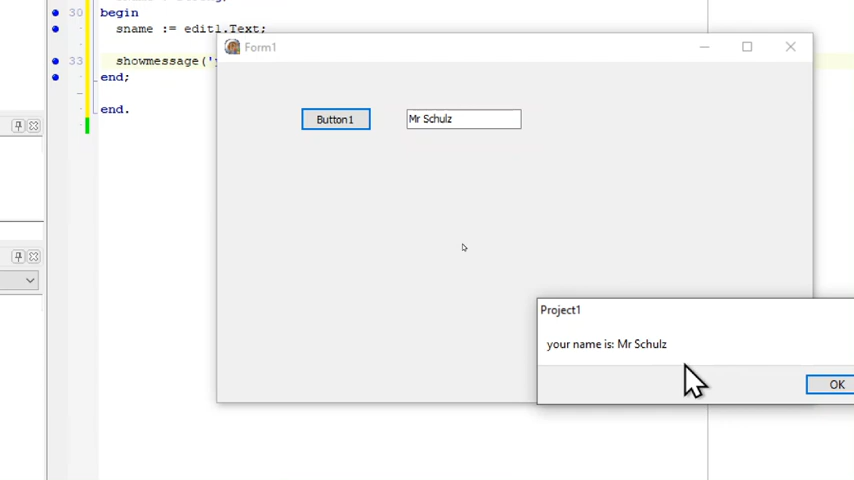 30 begin
sname := edit1.Text;
33 showmessage('
end;
end.
Form1
Button1
Mr Schulz
Project1
your name is: Mr Schulz
OK